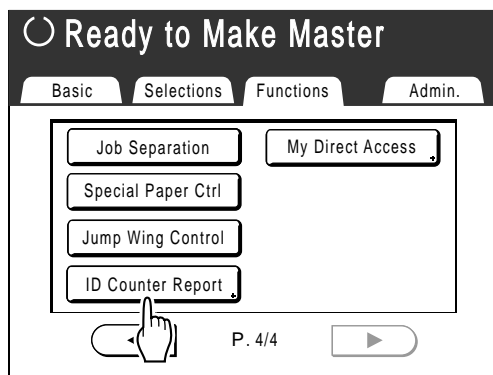 Ready to Make Master
Basic Selections Functions Admin.
Job Separation My Direct Access
Special Paper Ctrl
Jump Wing Control
ID Counter Report
P. 4/4